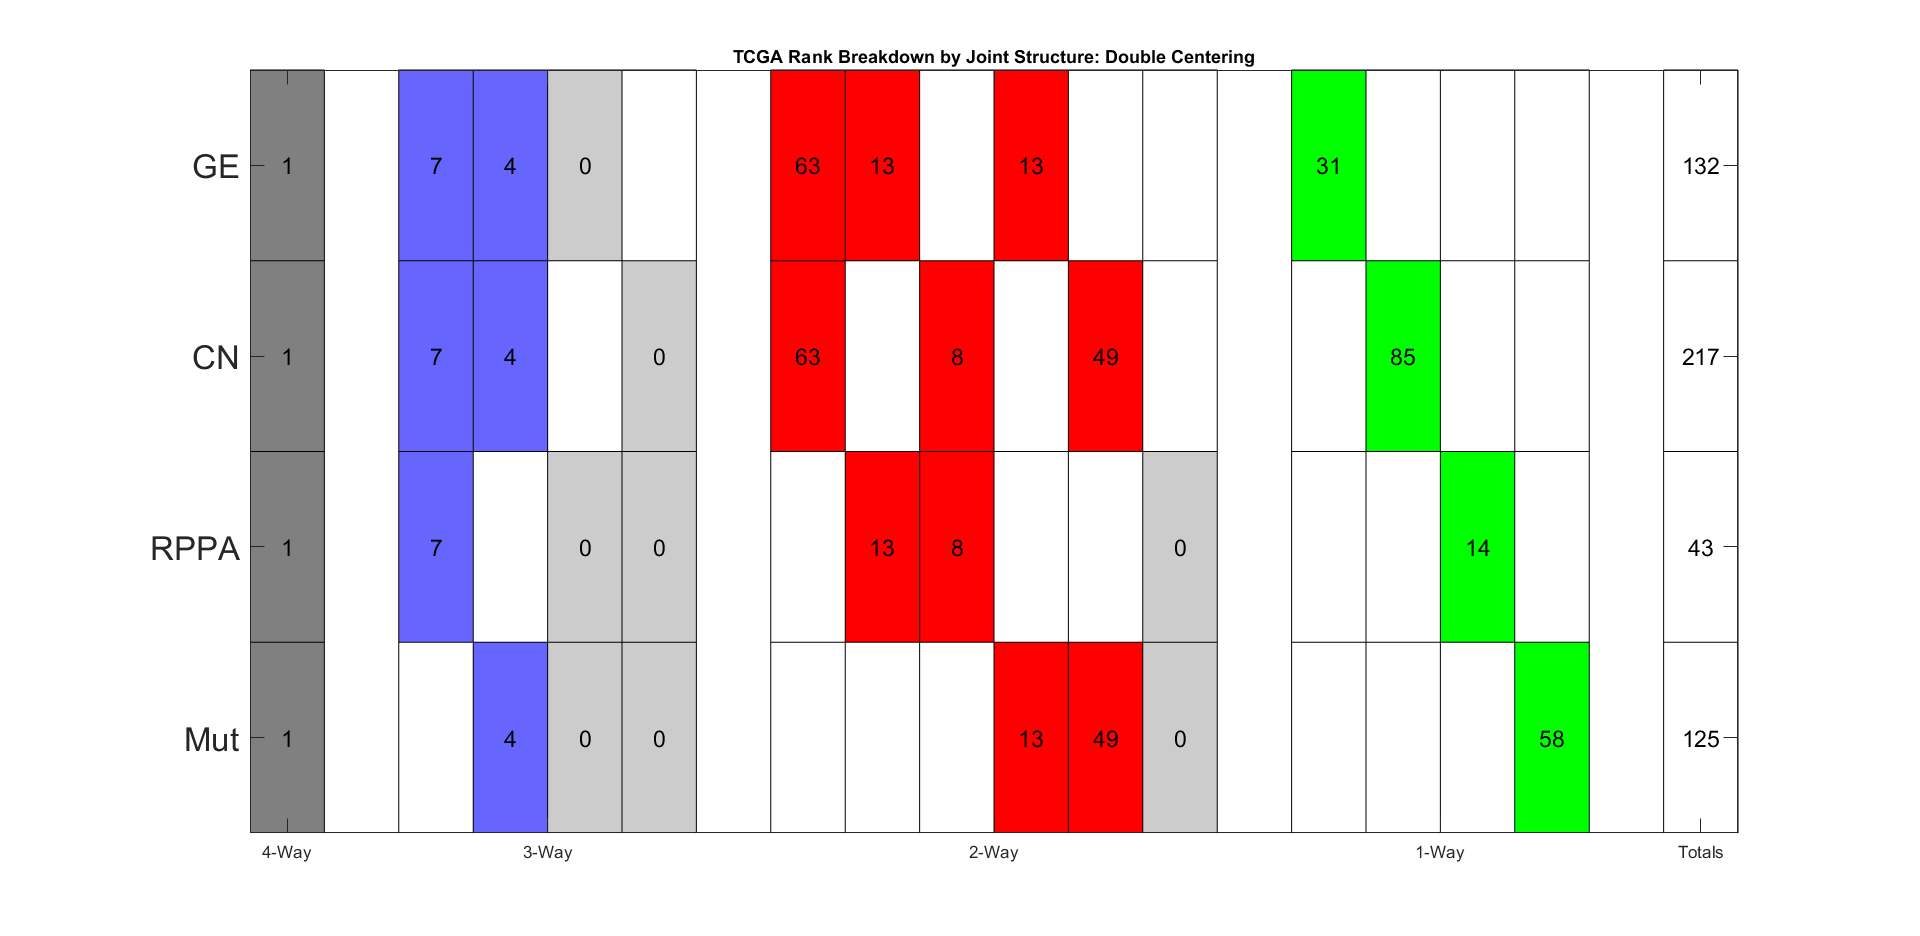 TCGA Rank Breakdown by Joint Structure: Double Centering
GE 1 7 4 0 63 13 13 31 132
CN 1 7 4 0 63 8 49 85 217
RPPA 1 7 0 0 13 8 0 14 43
Mut 1 4 0 0 13 49 0 58 125
4-Way 3-Way 2-Way 1-Way Totals